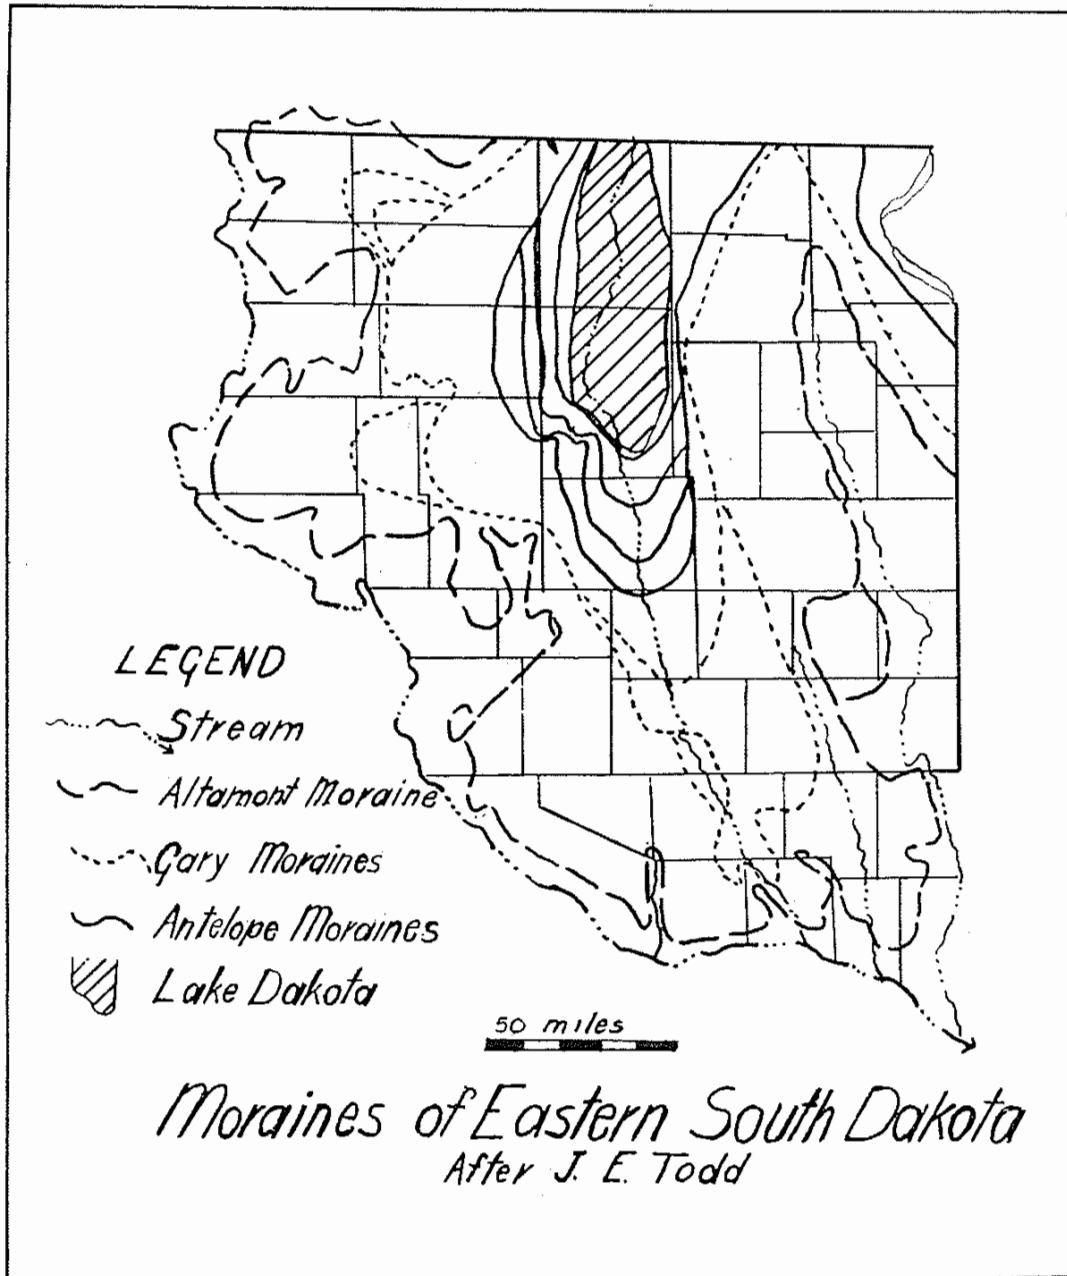 LEGEND
Stream
Altamont Moraine
Gary Moraines
Antelope Moraines
Lake Dakota
50 miles
Moraines of Eastern South Dakota
After J. E. Todd